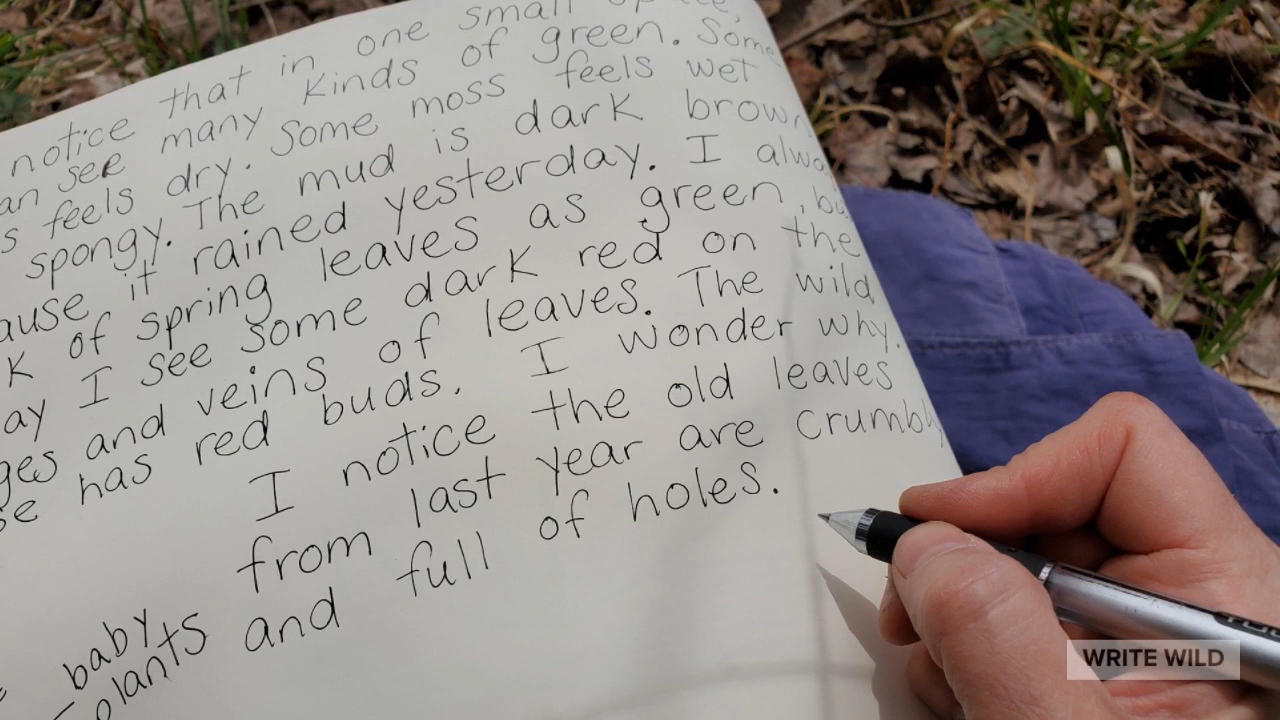 that in one small
notice many kinds of green. Some
an see Some moss feels wet
s feels dry. is dark brown
spongy. The mud
ause it rained yesterday. I alwa
k of spring leaves as green, bu
ay I see some dark red on the
ges and veins of leaves. The wild
se has red buds. I wonder why.
I notice the old leaves
from last year are crumbly
and full of holes.
baby
plants
WRITE WILD